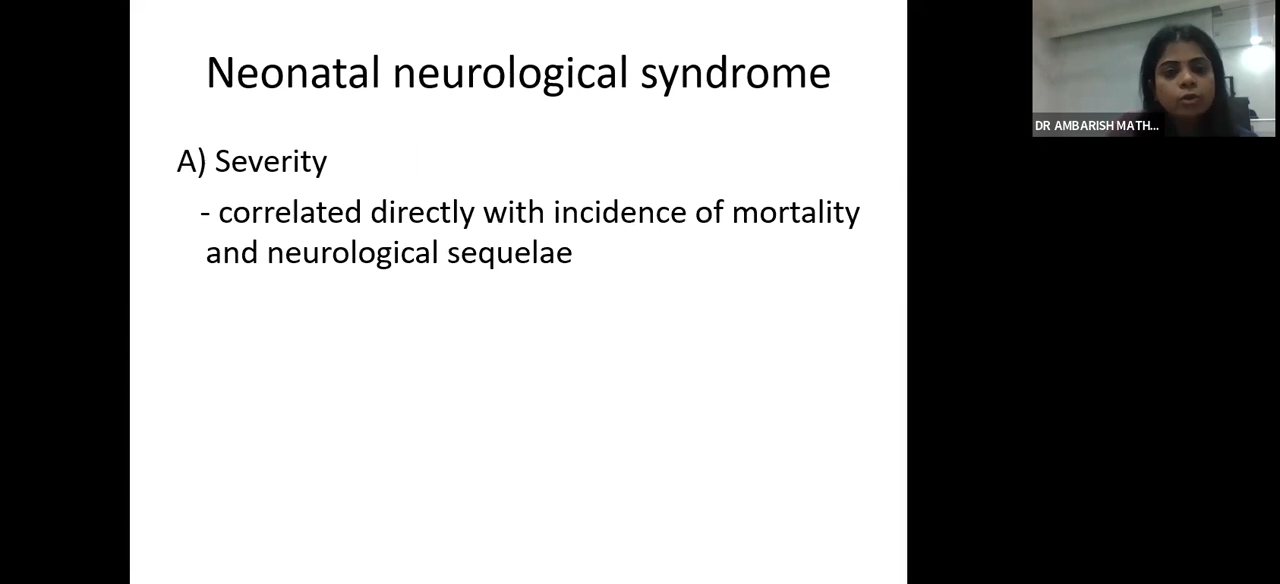 Neonatal neurological syndrome
A) Severity
- correlated directly with incidence of mortality
and neurological sequelae
DR AMBARISH MATH...